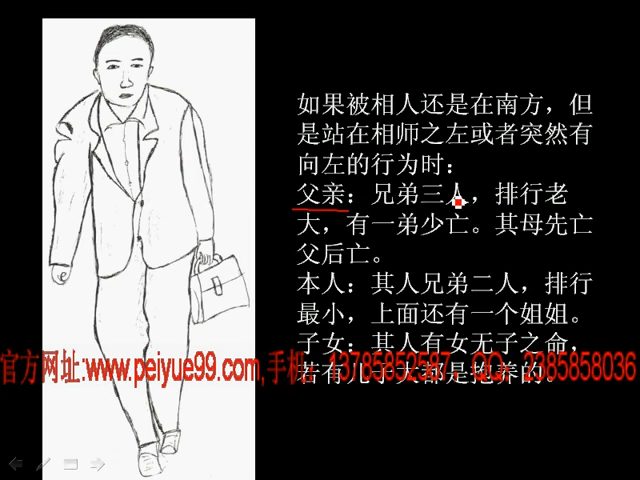 如果被相人还是在南方，但
是站在相师之左或者突然有
向左的行为时：
父亲：兄弟三人，排行老
大，有一弟少亡。其母先亡
父后亡。
本人：其人兄弟二人，排行
最小，上面还有一个姐姐。
子女：其人有女无子之命，
若有儿子大都是抱养的。
官方网址:www.peiyue99.com,手机：13785852587，QQ：2385858036